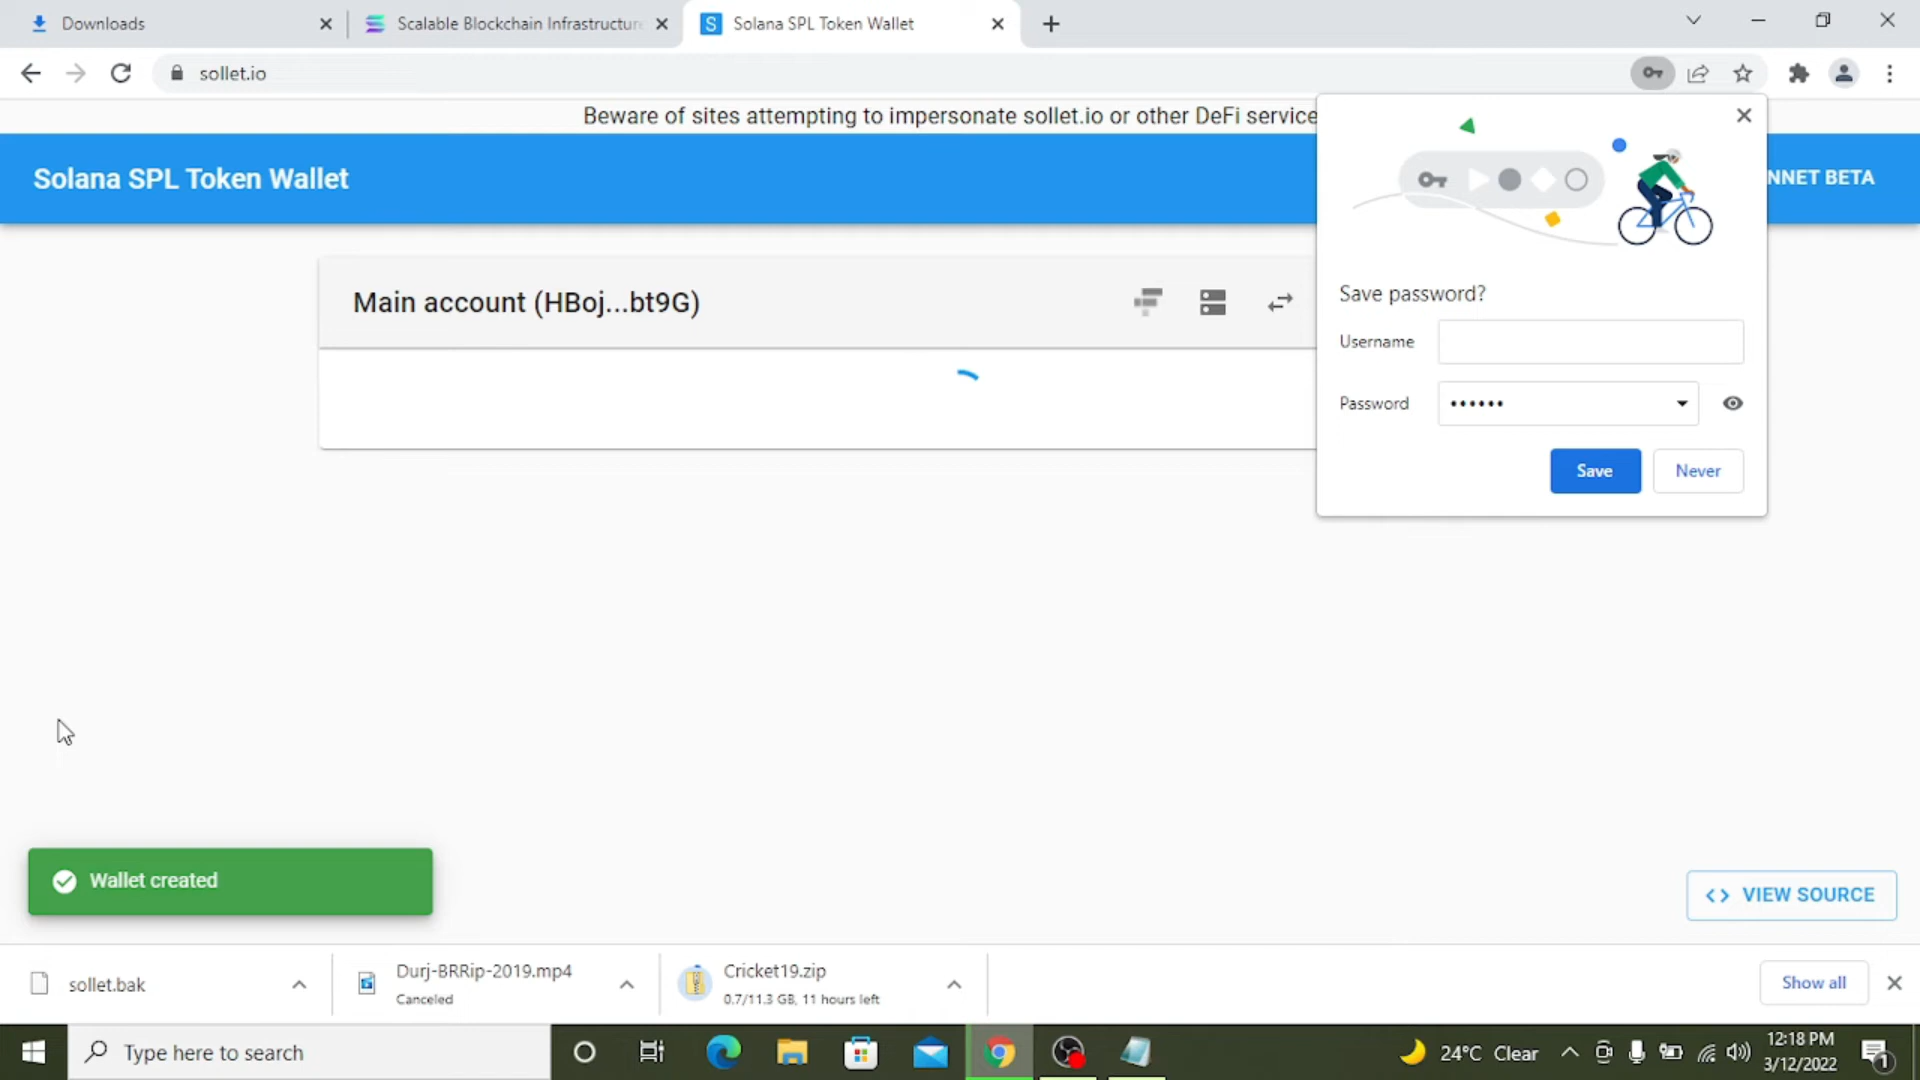 Downloads
Scalable Blockchain Infrastructure
Solana SPL Token Wallet
sollet.io
Beware of sites attempting to impersonate sollet.io or other DeFi service
Solana SPL Token Wallet
NNET BETA
Main account (HBoj...bt9G)
Save password?
Username
Password ••••••
Save
Never
Wallet created
VIEW SOURCE
sollet.bak
Durj-BRRip-2019.mp4
Canceled
Cricket19.zip
0.7/11.3 GB, 11 hours left
Show all
Type here to search
24°C Clear
12:18 PM
3/12/2022
1